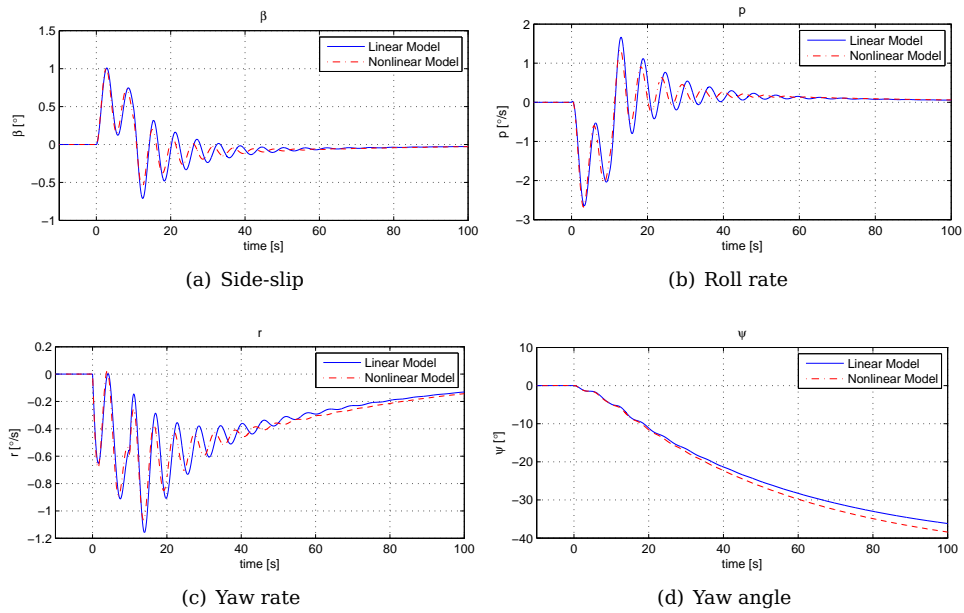 β
1.5
1
0.5
0
−0.5
−1
β [°]
Linear Model
Nonlinear Model
0 20 40 60 80 100
time [s]
(a) Side-slip
p
2
1
0
−1
−2
−3
p [°/s]
Linear Model
Nonlinear Model
0 20 40 60 80 100
time [s]
(b) Roll rate
r
0.2
0
−0.2
−0.4
−0.6
−0.8
−1
−1.2
r [°/s]
Linear Model
Nonlinear Model
0 20 40 60 80 100
time [s]
(c) Yaw rate
ψ
10
0
−10
−20
−30
−40
ψ [°]
Linear Model
Nonlinear Model
0 20 40 60 80 100
time [s]
(d) Yaw angle